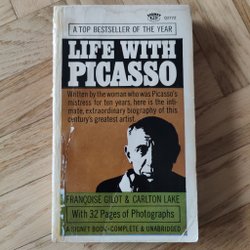 A TOP BESTSELLER OF THE YEAR
LIFE WITH
PICASSO
Written by the woman who was Picasso's
mistress for ten years, here is the inti-
mate, extraordinary biography of this
century's greatest artist.
FRANÇOISE GILOT & CARLTON LAKE
With 32 Pages of Photographs
A SIGNET BOOK • COMPLETE & UNABRIDGED